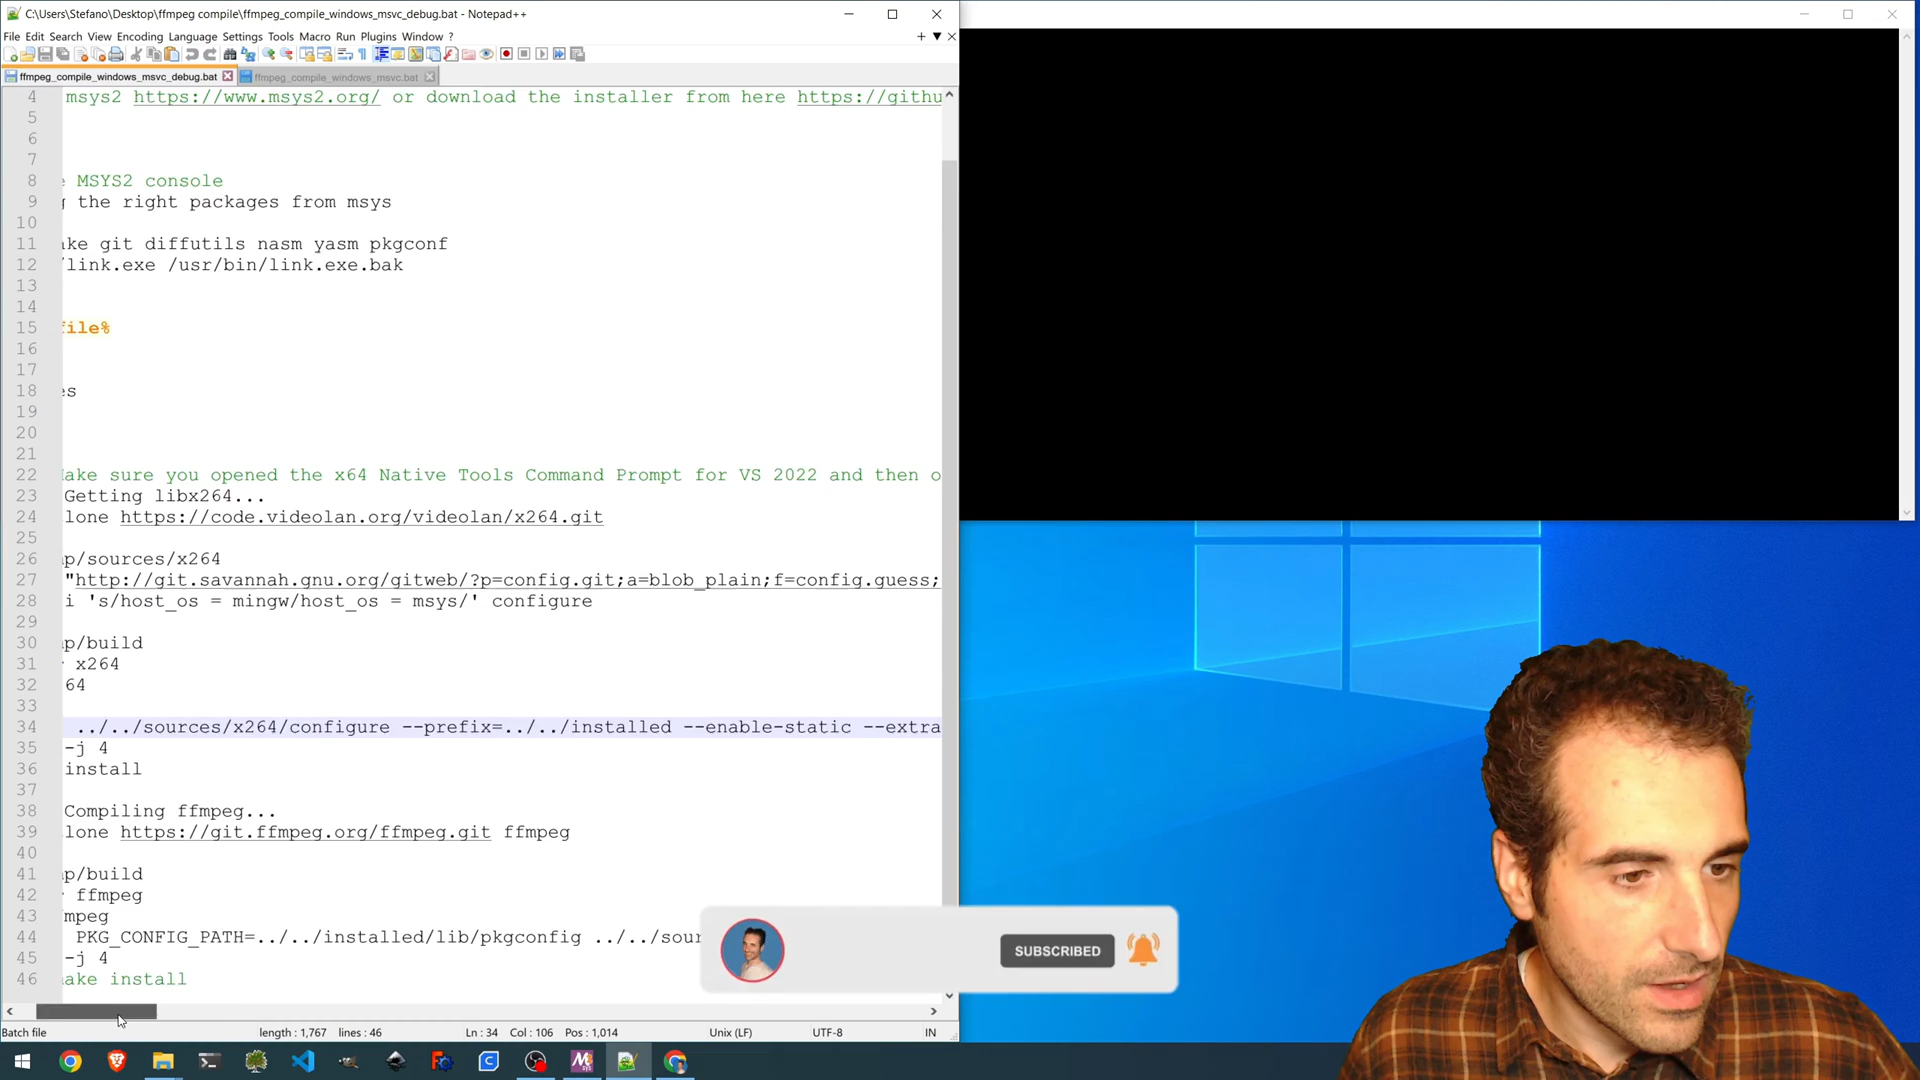 C:\Users\Stefano\Desktop\ffmpeg compile\ffmpeg_compile_windows_msvc_debug.bat - Notepad++
File Edit Search View Encoding Language Settings Tools Macro Run Plugins Window ?
ffmpeg_compile_windows_msvc_debug.bat ffmpeg_compile_windows_msvc.bat
4 msys2 https://www.msys2.org/ or download the installer from here https://githu
5
6
7
8 e MSYS2 console
9 g the right packages from msys
10
11 ake git diffutils nasm yasm pkgconf
12 /link.exe /usr/bin/link.exe.bak
13
14
15 file%
16
17
18 es
19
20
21
22 Make sure you opened the x64 Native Tools Command Prompt for VS 2022 and then o
23 Getting libx264...
24 lone https://code.videolan.org/videolan/x264.git
25
26 mp/sources/x264
27 "http://git.savannah.gnu.org/gitweb/?p=config.git;a=blob_plain;f=config.guess;
28 i 's/host_os = mingw/host_os = msys/' configure
29
30 mp/build
31 x264
32 64
33
34 ../../sources/x264/configure --prefix=../../installed --enable-static --extra
35 -j 4
36 install
37
38 Compiling ffmpeg...
39 lone https://git.ffmpeg.org/ffmpeg.git ffmpeg
40
41 mp/build
42 ffmpeg
43 mpeg
44 PKG_CONFIG_PATH=../../installed/lib/pkgconfig ../../sour
45 -j 4
46 make install
SUBSCRIBED
Batch file length : 1,767 lines : 46 Ln : 34 Col : 106 Pos : 1,014 Unix (LF) UTF-8 IN